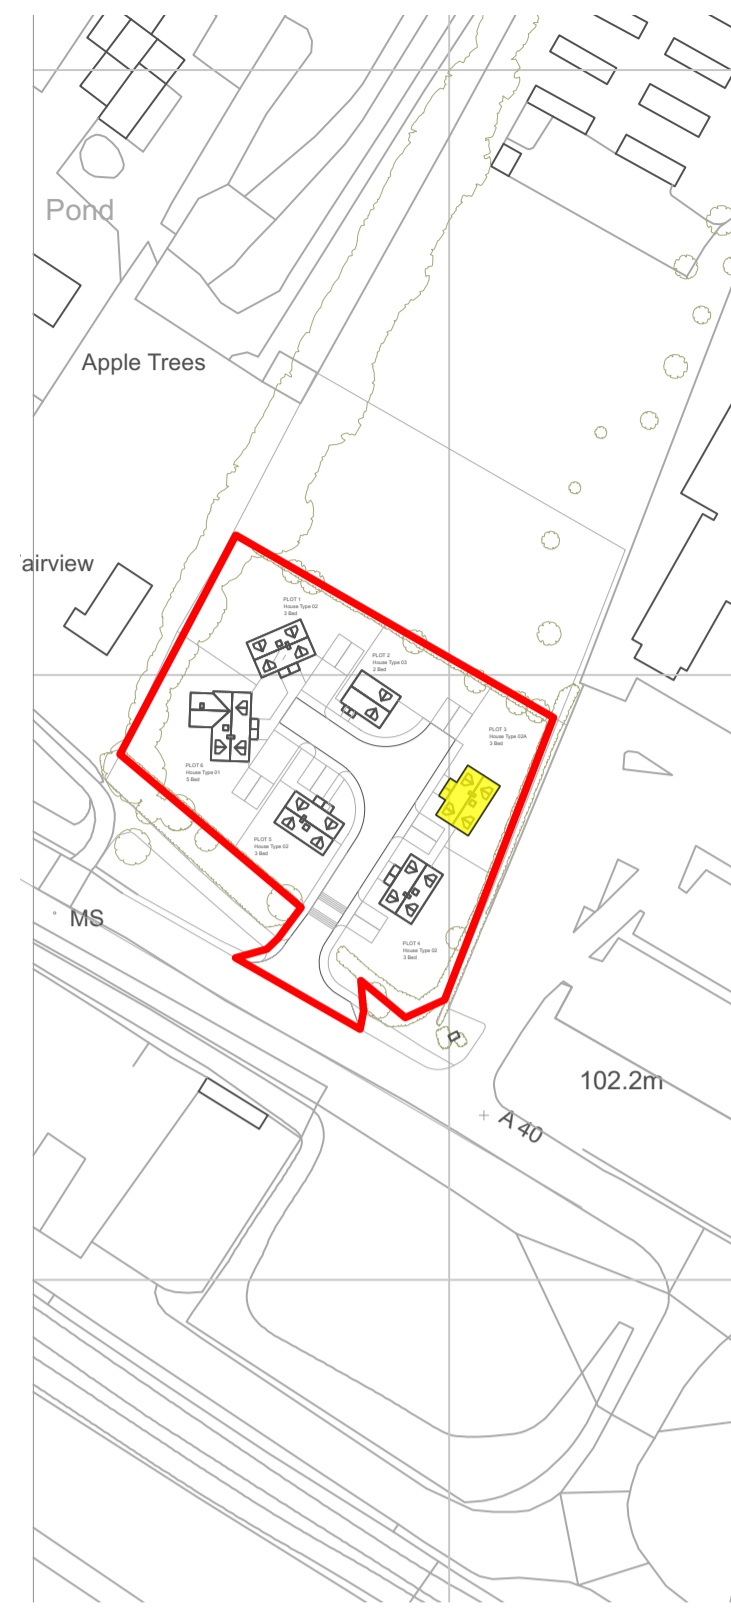 Pond
Apple Trees
airview
PLOT 1
House Type 02
3 Bed
PLOT 2
House Type 03
2 Bed
PLOT 3
House Type 02A
3 Bed
PLOT 6
House Type 01
5 Bed
PLOT 5
House Type 02
3 Bed
MS
PLOT 4
House Type 02
3 Bed
102.2m
A 40